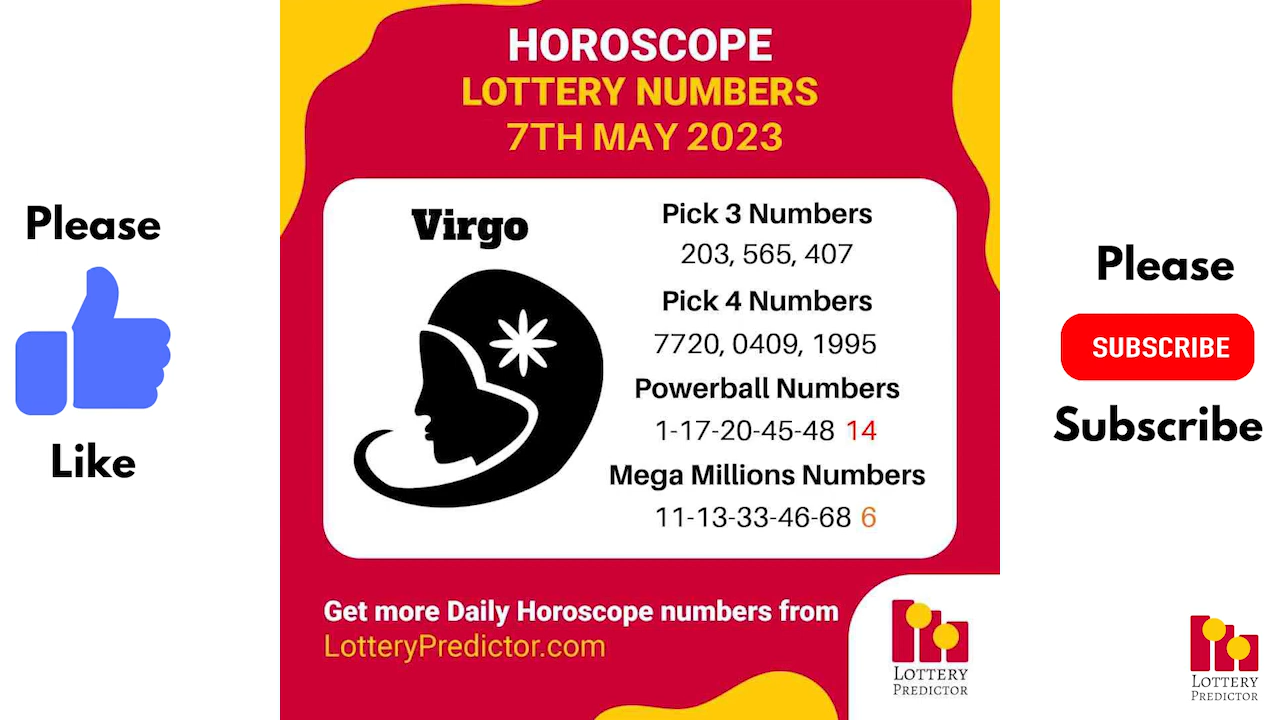 HOROSCOPE
LOTTERY NUMBERS
7TH MAY 2023
Please
Like
Virgo
Pick 3 Numbers
203, 565, 407
Pick 4 Numbers
7720, 0409, 1995
Powerball Numbers
1-17-20-45-48 14
Mega Millions Numbers
11-13-33-46-68 6
Please
SUBSCRIBE
Subscribe
Get more Daily Horoscope numbers from
LotteryPredictor.com
LOTTERY
PREDICTOR
LOTTERY
PREDICTOR